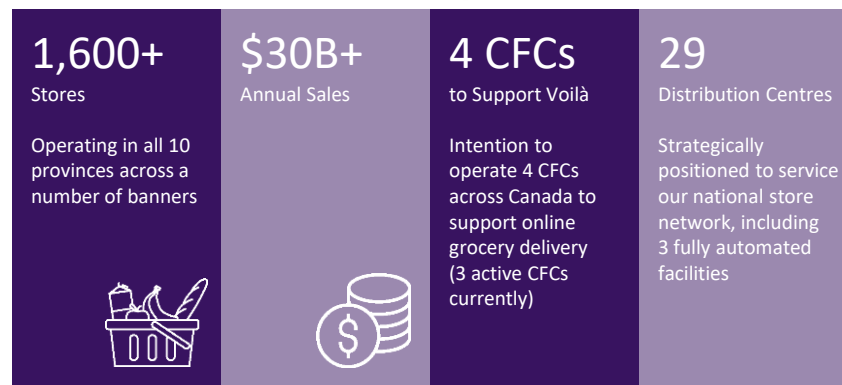 1,600+
Stores
Operating in all 10
provinces across a
number of banners
$30B+
Annual Sales
$
4 CFCs
to Support Voilà
Intention to
operate 4 CFCs
across Canada to
support online
grocery delivery
(3 active CFCs
currently)
29
Distribution Centres
Strategically
positioned to service
our national store
network, including
3 fully automated
facilities